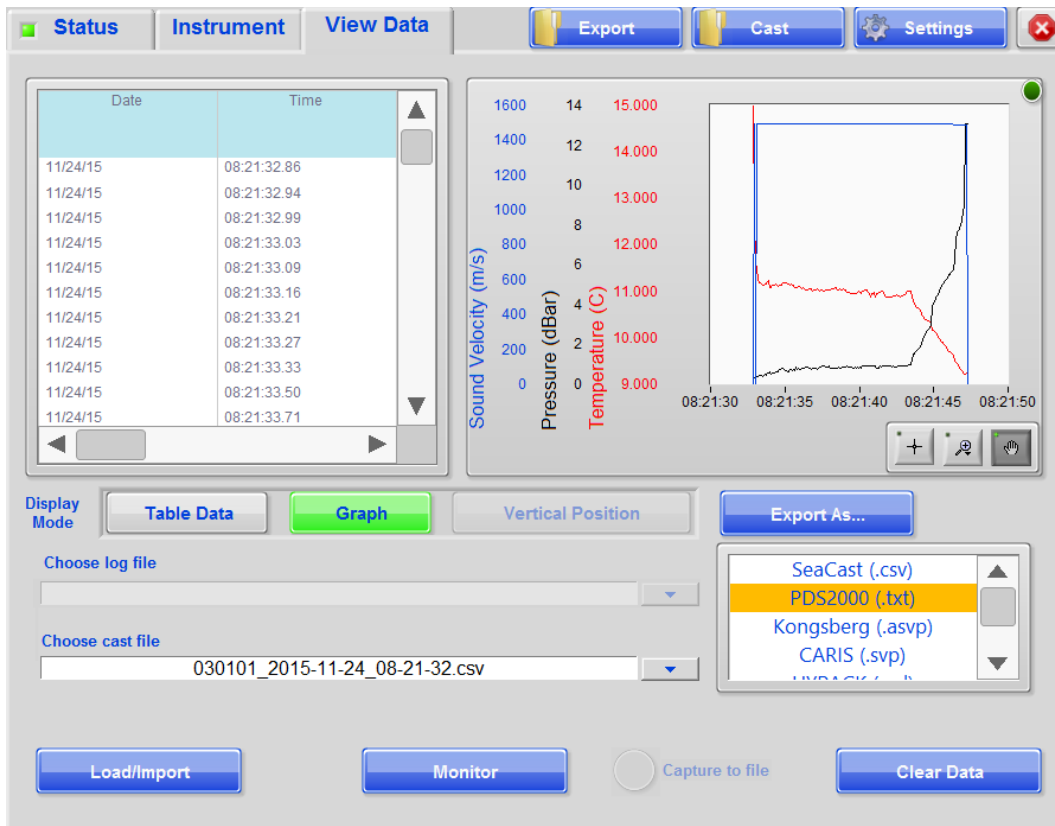 Status Instrument View Data Export Cast Settings
Date Time
11/24/15 08:21:32.86
11/24/15 08:21:32.94
11/24/15 08:21:32.99
11/24/15 08:21:33.03
11/24/15 08:21:33.09
11/24/15 08:21:33.16
11/24/15 08:21:33.21
11/24/15 08:21:33.27
11/24/15 08:21:33.33
11/24/15 08:21:33.50
11/24/15 08:21:33.71
Sound Velocity (m/s)
1600
1400
1200
1000
800
600
400
200
0
Pressure (dBar)
14
12
10
8
6
4
2
0
Temperature (C)
15.000
14.000
13.000
12.000
11.000
10.000
9.000
08:21:30 08:21:35 08:21:40 08:21:45 08:21:50
Display
Mode
Table Data Graph Vertical Position
Export As...
SeaCast (.csv)
PDS2000 (.txt)
Kongsberg (.asvp)
CARIS (.svp)
Choose log file
Choose cast file
030101_2015-11-24_08-21-32.csv
Load/Import Monitor Capture to file Clear Data